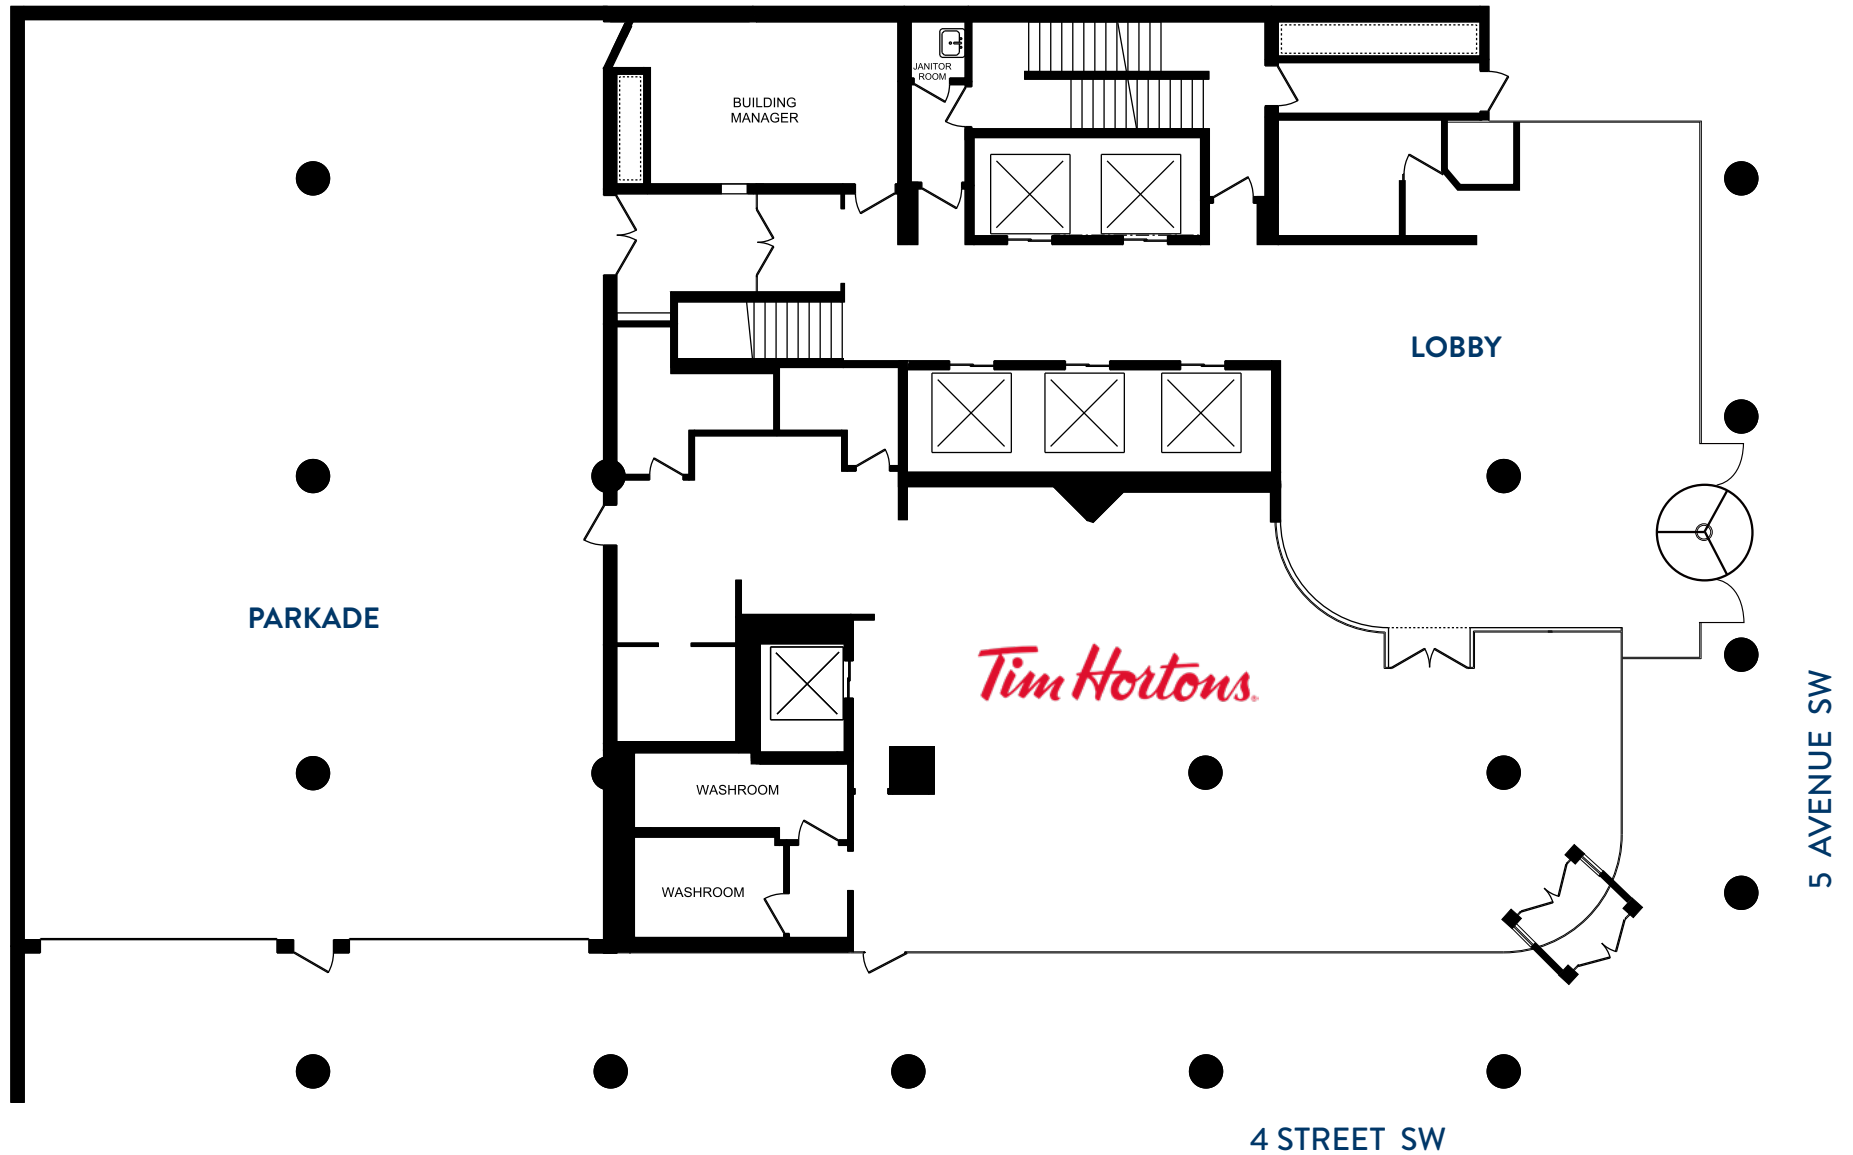 JANITOR
ROOM
BUILDING
MANAGER
LOBBY
PARKADE
Tim Hortons®
5 AVENUE SW
WASHROOM
WASHROOM
4 STREET SW